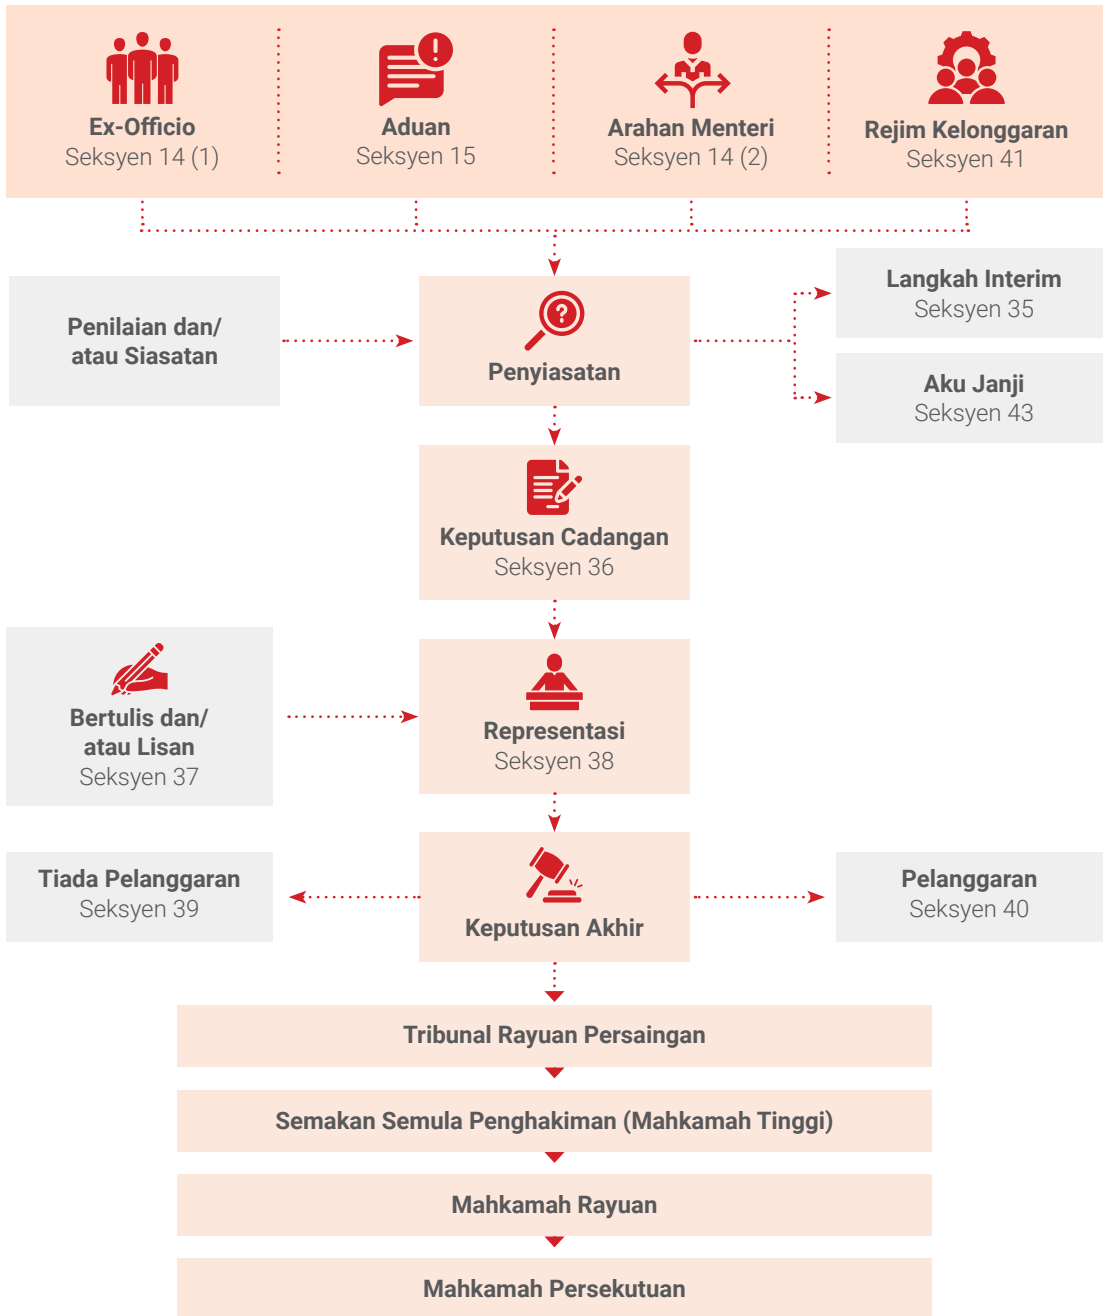 Ex-Officio
Seksyen 14 (1)
Aduan
Seksyen 15
Arahan Menteri
Seksyen 14 (2)
Rejim Kelonggaran
Seksyen 41
Penilaian dan/
atau Siasatan
?
Penyiasatan
Langkah Interim
Seksyen 35
Aku Janji
Seksyen 43
Keputusan Cadangan
Seksyen 36
Bertulis dan/
atau Lisan
Seksyen 37
Representasi
Seksyen 38
Tiada Pelanggaran
Seksyen 39
Keputusan Akhir
Pelanggaran
Seksyen 40
Tribunal Rayuan Persaingan
Semakan Semula Penghakiman (Mahkamah Tinggi)
Mahkamah Rayuan
Mahkamah Persekutuan